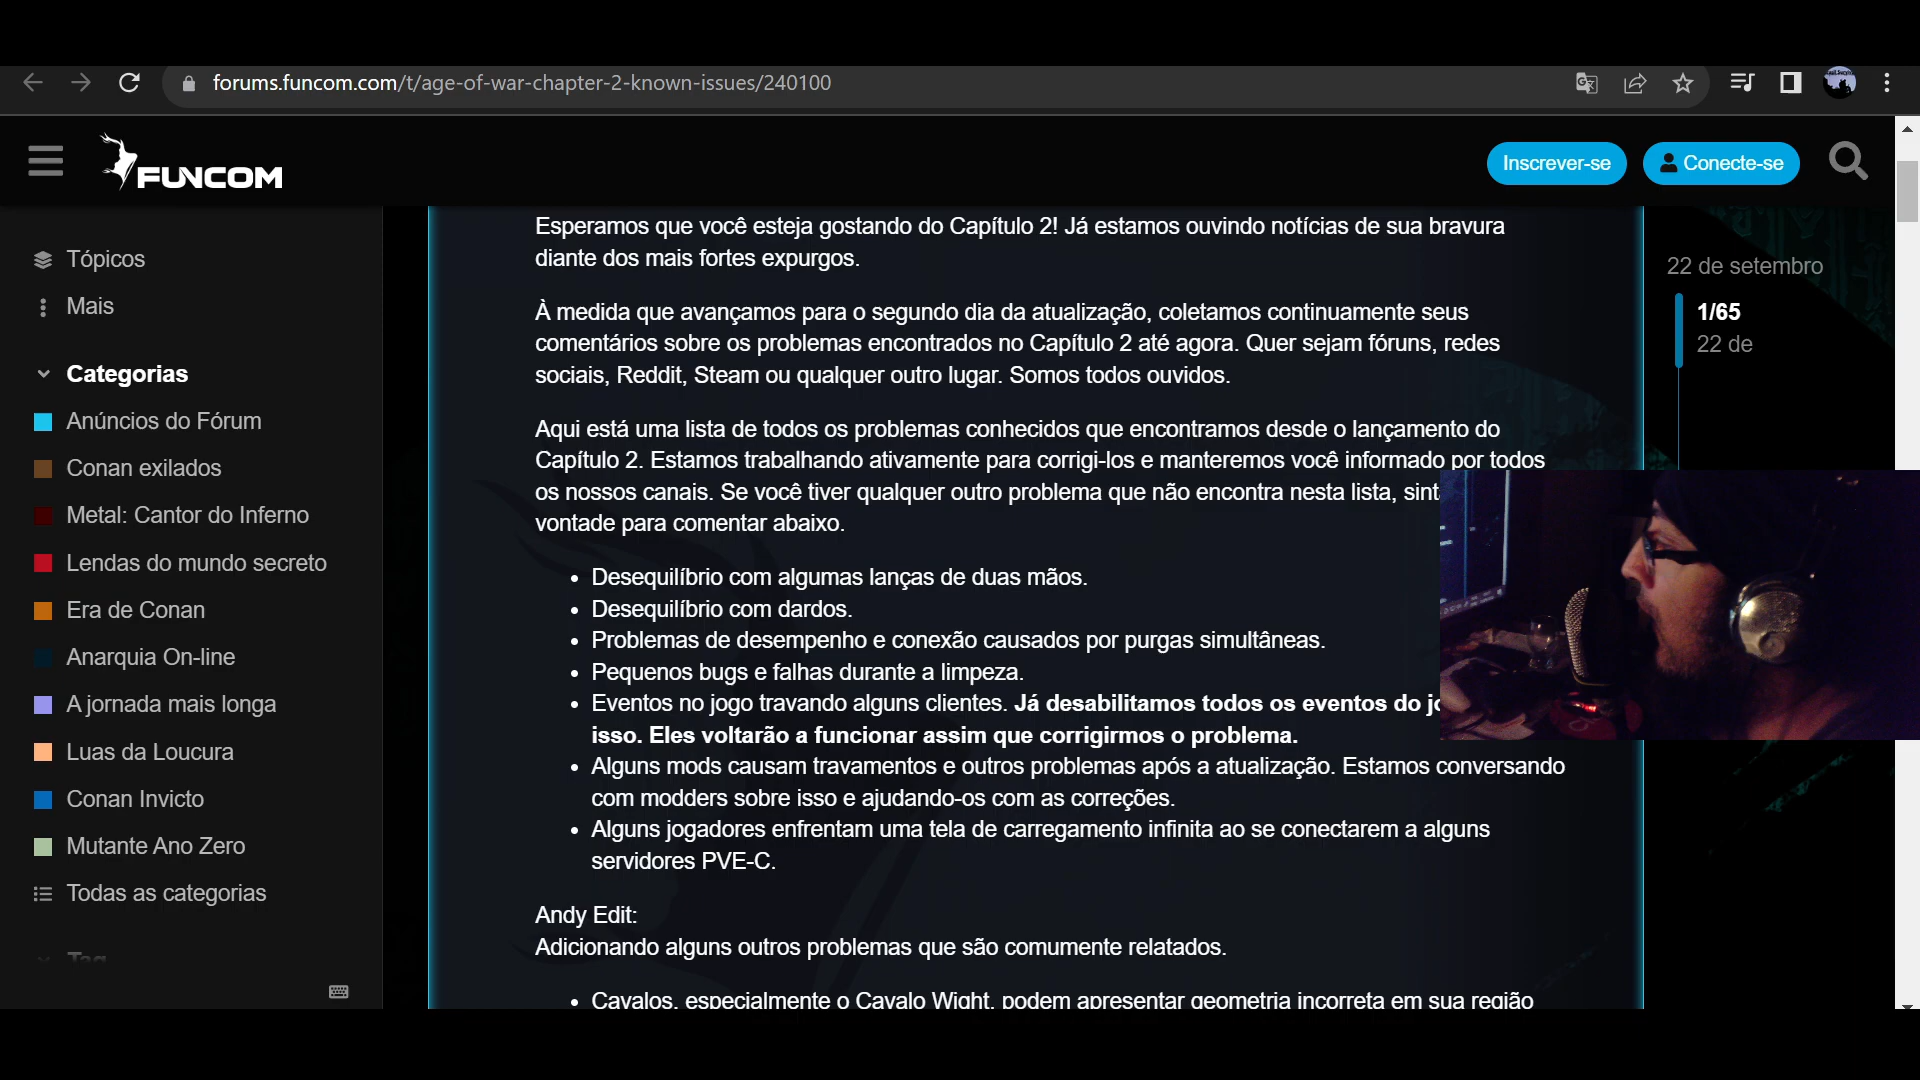 forums.funcom.com/t/age-of-war-chapter-2-known-issues/240100
FUNCOM
Inscrever-se
Conecte-se
Tópicos
Mais
Categorias
Anúncios do Fórum
Conan exilados
Metal: Cantor do Inferno
Lendas do mundo secreto
Era de Conan
Anarquia On-line
A jornada mais longa
Luas da Loucura
Conan Invicto
Mutante Ano Zero
Todas as categorias
Tag
Esperamos que você esteja gostando do Capítulo 2! Já estamos ouvindo notícias de sua bravura
diante dos mais fortes expurgos.
À medida que avançamos para o segundo dia da atualização, coletamos continuamente seus
comentários sobre os problemas encontrados no Capítulo 2 até agora. Quer sejam fóruns, redes
sociais, Reddit, Steam ou qualquer outro lugar. Somos todos ouvidos.
Aqui está uma lista de todos os problemas conhecidos que encontramos desde o lançamento do
Capítulo 2. Estamos trabalhando ativamente para corrigi-los e manteremos você informado por todos
os nossos canais. Se você tiver qualquer outro problema que não encontra nesta lista,
vontade para comentar abaixo.
• Desequilíbrio com algumas lanças de duas mãos.
• Desequilíbrio com dardos.
• Problemas de desempenho e conexão causados por purgas simultâneas.
• Pequenos bugs e falhas durante a limpeza.
• Eventos no jogo travando alguns clientes. Já desabilitamos todos os eventos do
isso. Eles voltarão a funcionar assim que corrigirmos o problema.
• Alguns mods causam travamentos e outros problemas após a atualização. Estamos conversando
com modders sobre isso e ajudando-os com as correções.
• Alguns jogadores enfrentam uma tela de carregamento infinita ao se conectarem a alguns
servidores PVE-C.
Andy Edit:
Adicionando alguns outros problemas que são comumente relatados.
• Cavalos, especialmente o Cavalo Wight, podem apresentar geometria incorreta em sua região
22 de setembro
1/65
22 de